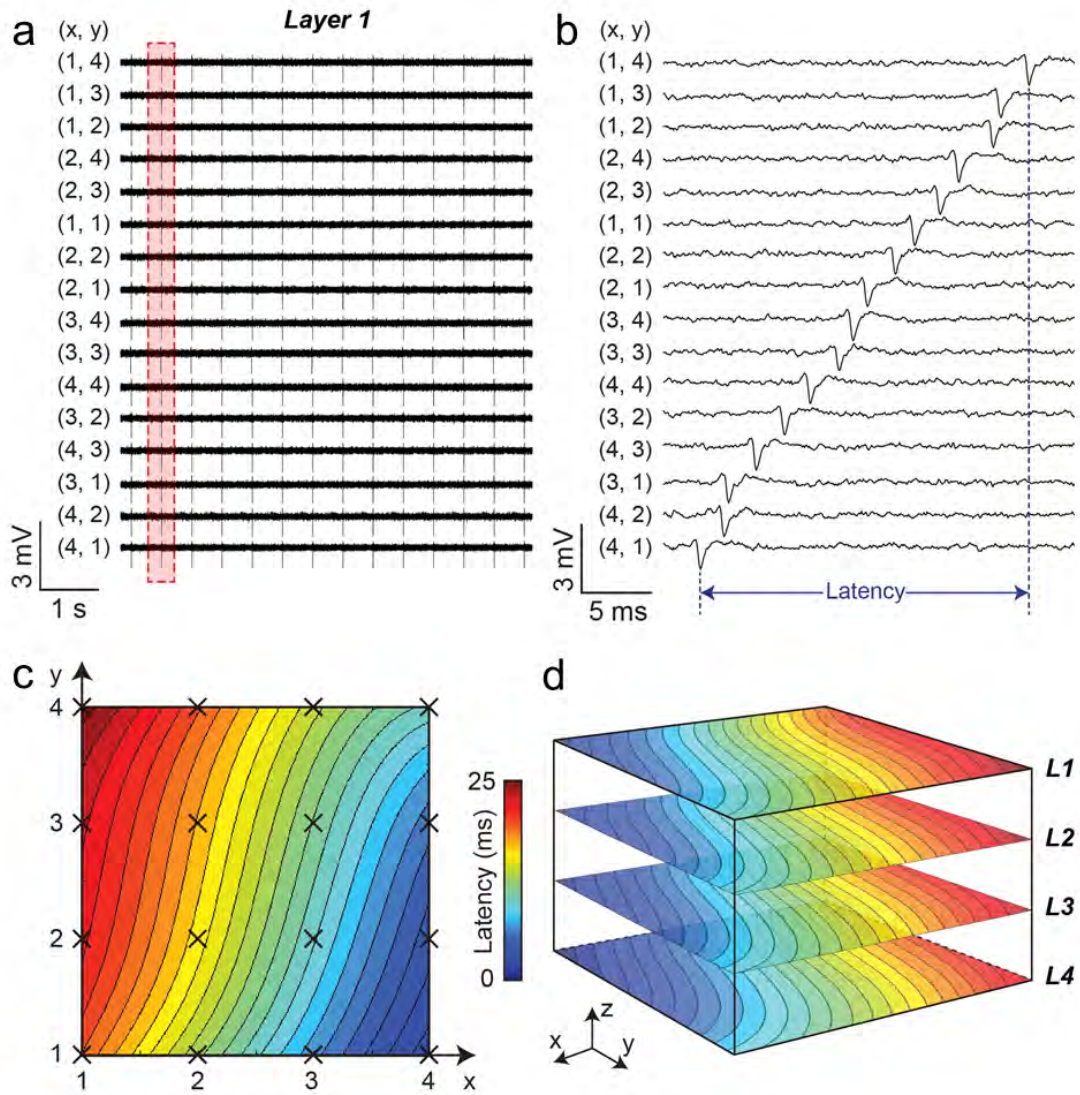 a
(x, y)
Layer 1
(1, 4)
(1, 3)
(1, 2)
(2, 4)
(2, 3)
(1, 1)
(2, 2)
(2, 1)
(3, 4)
(3, 3)
(4, 4)
(3, 2)
(4, 3)
(3, 1)
(4, 2)
(4, 1)
3 mV
1 s
b
(x, y)
(1, 4)
(1, 3)
(1, 2)
(2, 4)
(2, 3)
(1, 1)
(2, 2)
(2, 1)
(3, 4)
(3, 3)
(4, 4)
(3, 2)
(4, 3)
(3, 1)
(4, 2)
(4, 1)
3 mV
5 ms
Latency
c
y
4
3
2
1
1 2 3 4
x
25
Latency (ms)
0
d
L1
L2
L3
L4
z
x
y